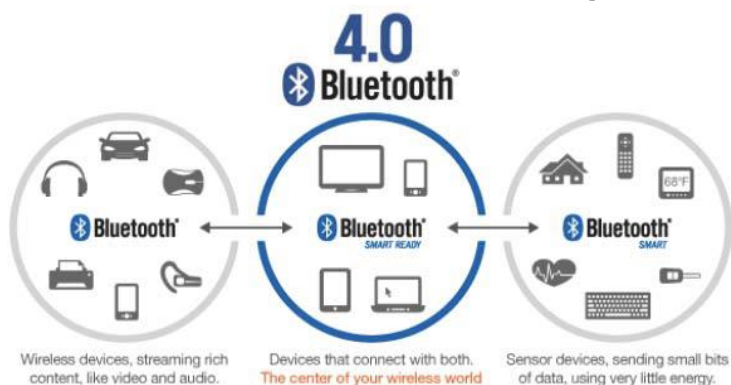 4.0
Bluetooth®
68°F
Bluetooth®
Bluetooth®
SMART READY
Bluetooth®
SMART
Wireless devices, streaming rich
content, like video and audio.
Devices that connect with both.
The center of your wireless world
Sensor devices, sending small bits
of data, using very little energy.